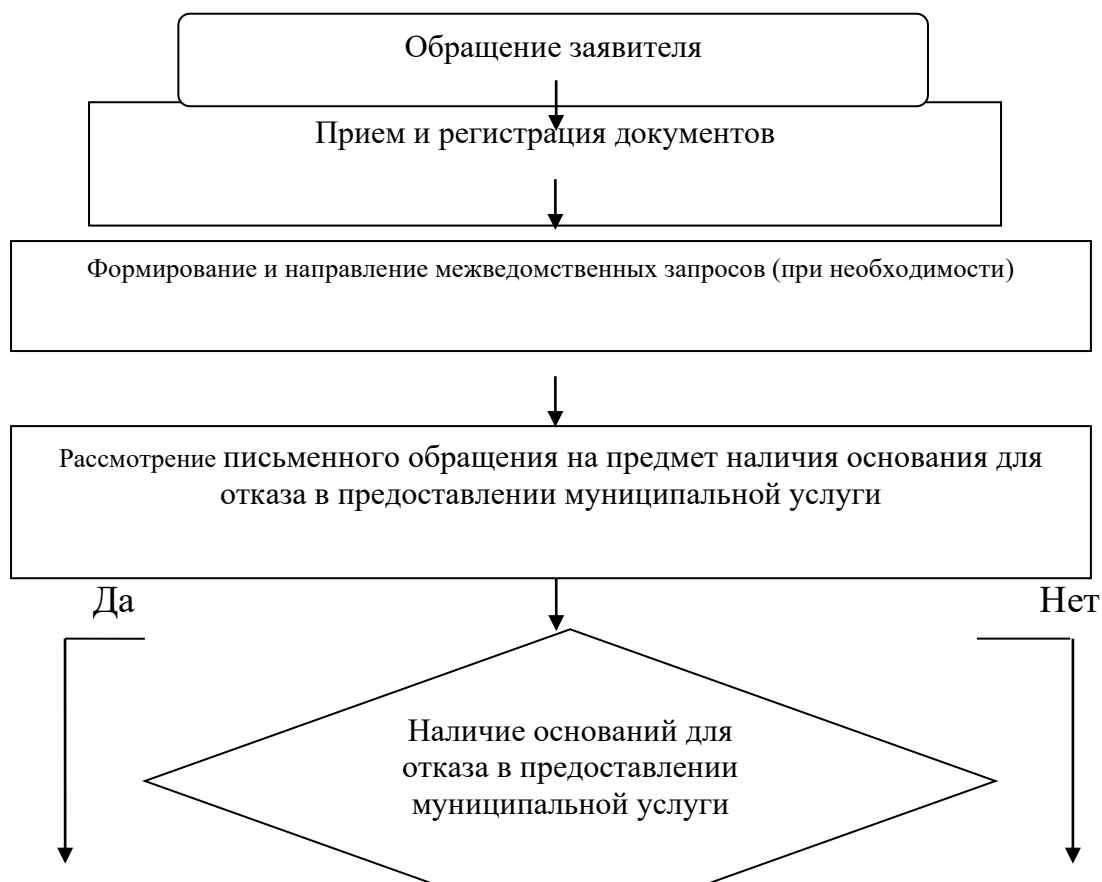 Обращение заявителя
Прием и регистрация документов
Формирование и направление межведомственных запросов (при необходимости)
Рассмотрение письменного обращения на предмет наличия основания для
отказа в предоставлении муниципальной услуги
Да
Нет
Наличие оснований для
отказа в предоставлении
муниципальной услуги